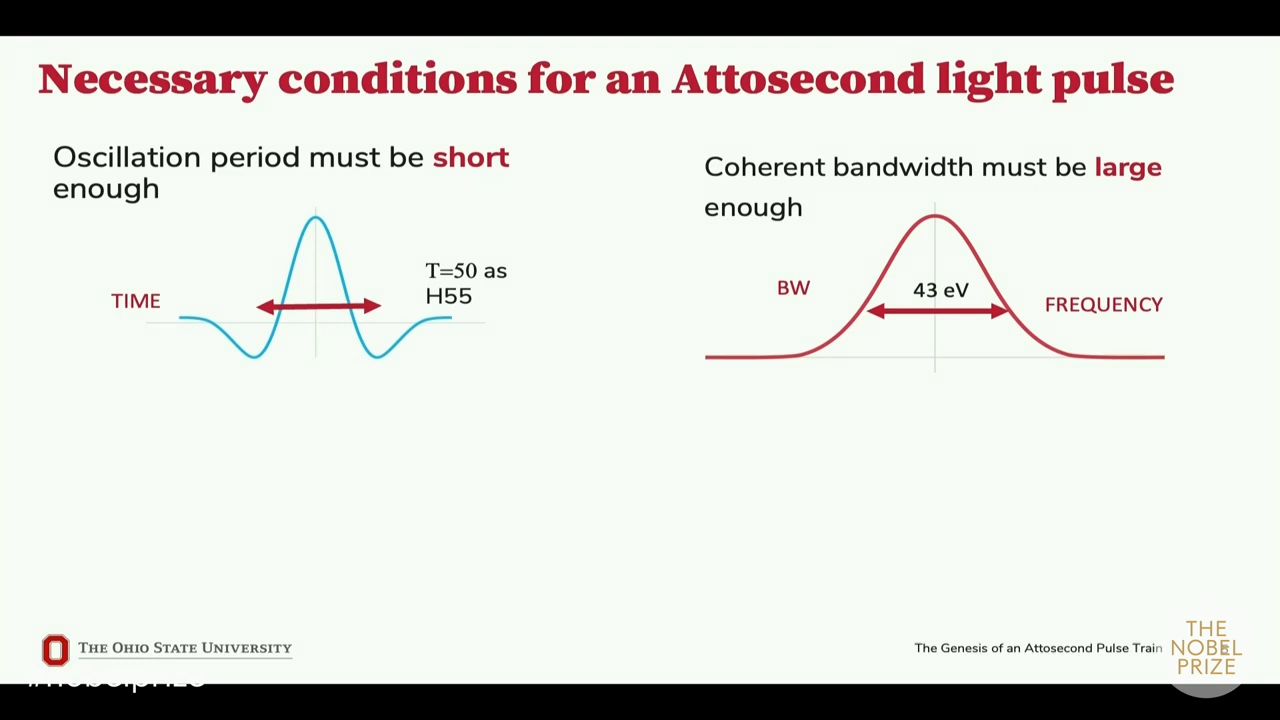 Necessary conditions for an Attosecond light pulse
Oscillation period must be short
enough
TIME
T=50 as
H55
Coherent bandwidth must be large
enough
BW
43 eV
FREQUENCY
THE OHIO STATE UNIVERSITY
The Genesis of an Attosecond Pulse Train
THE
NOBEL
PRIZE
#nobelprize